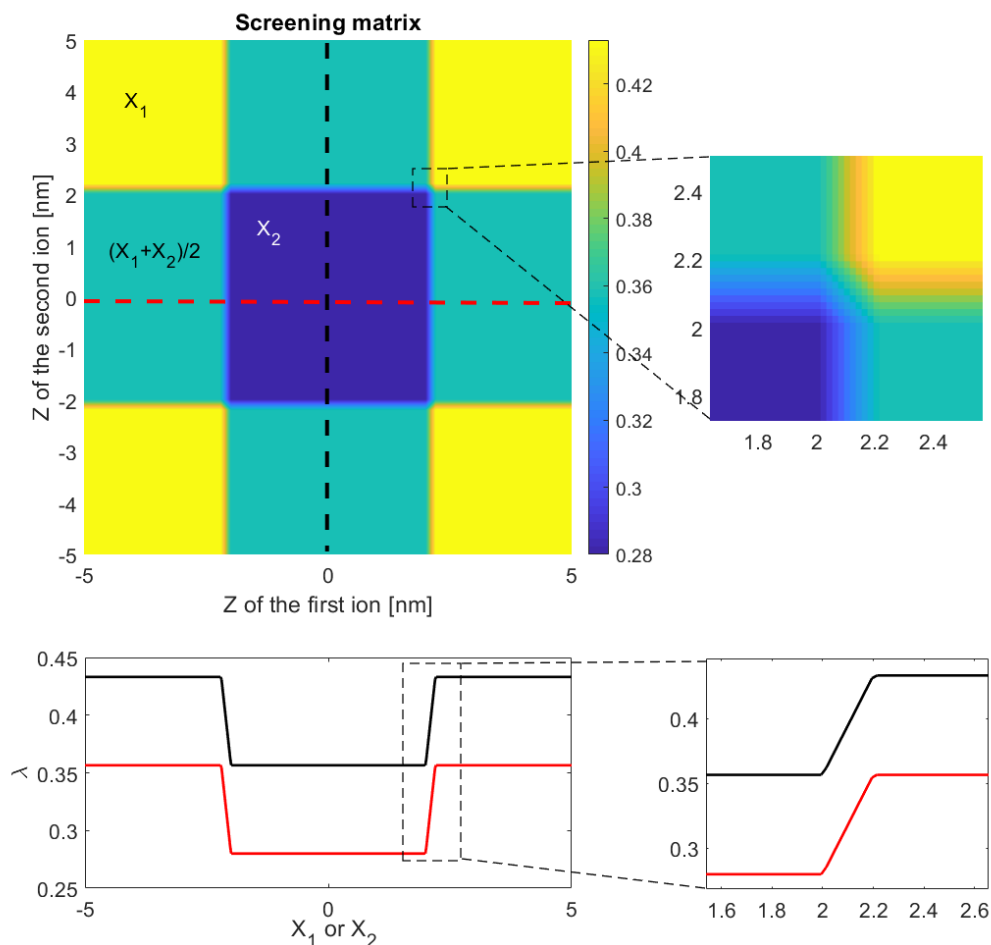 Screening matrix
5
4
3
2
1
0
-1
-2
-3
-4
-5
Z of the second ion [nm]
X1
(X1+X2)/2
X2
-5 0 5
Z of the first ion [nm]
0.42
0.4
0.38
0.36
0.34
0.32
0.3
0.28
2.4
2.2
2
1.8
1.8 2 2.2 2.4
0.45
0.4
0.35
0.3
0.25
λ
-5 0 5
X1 or X2
0.4
0.35
0.3
1.6 1.8 2 2.2 2.4 2.6